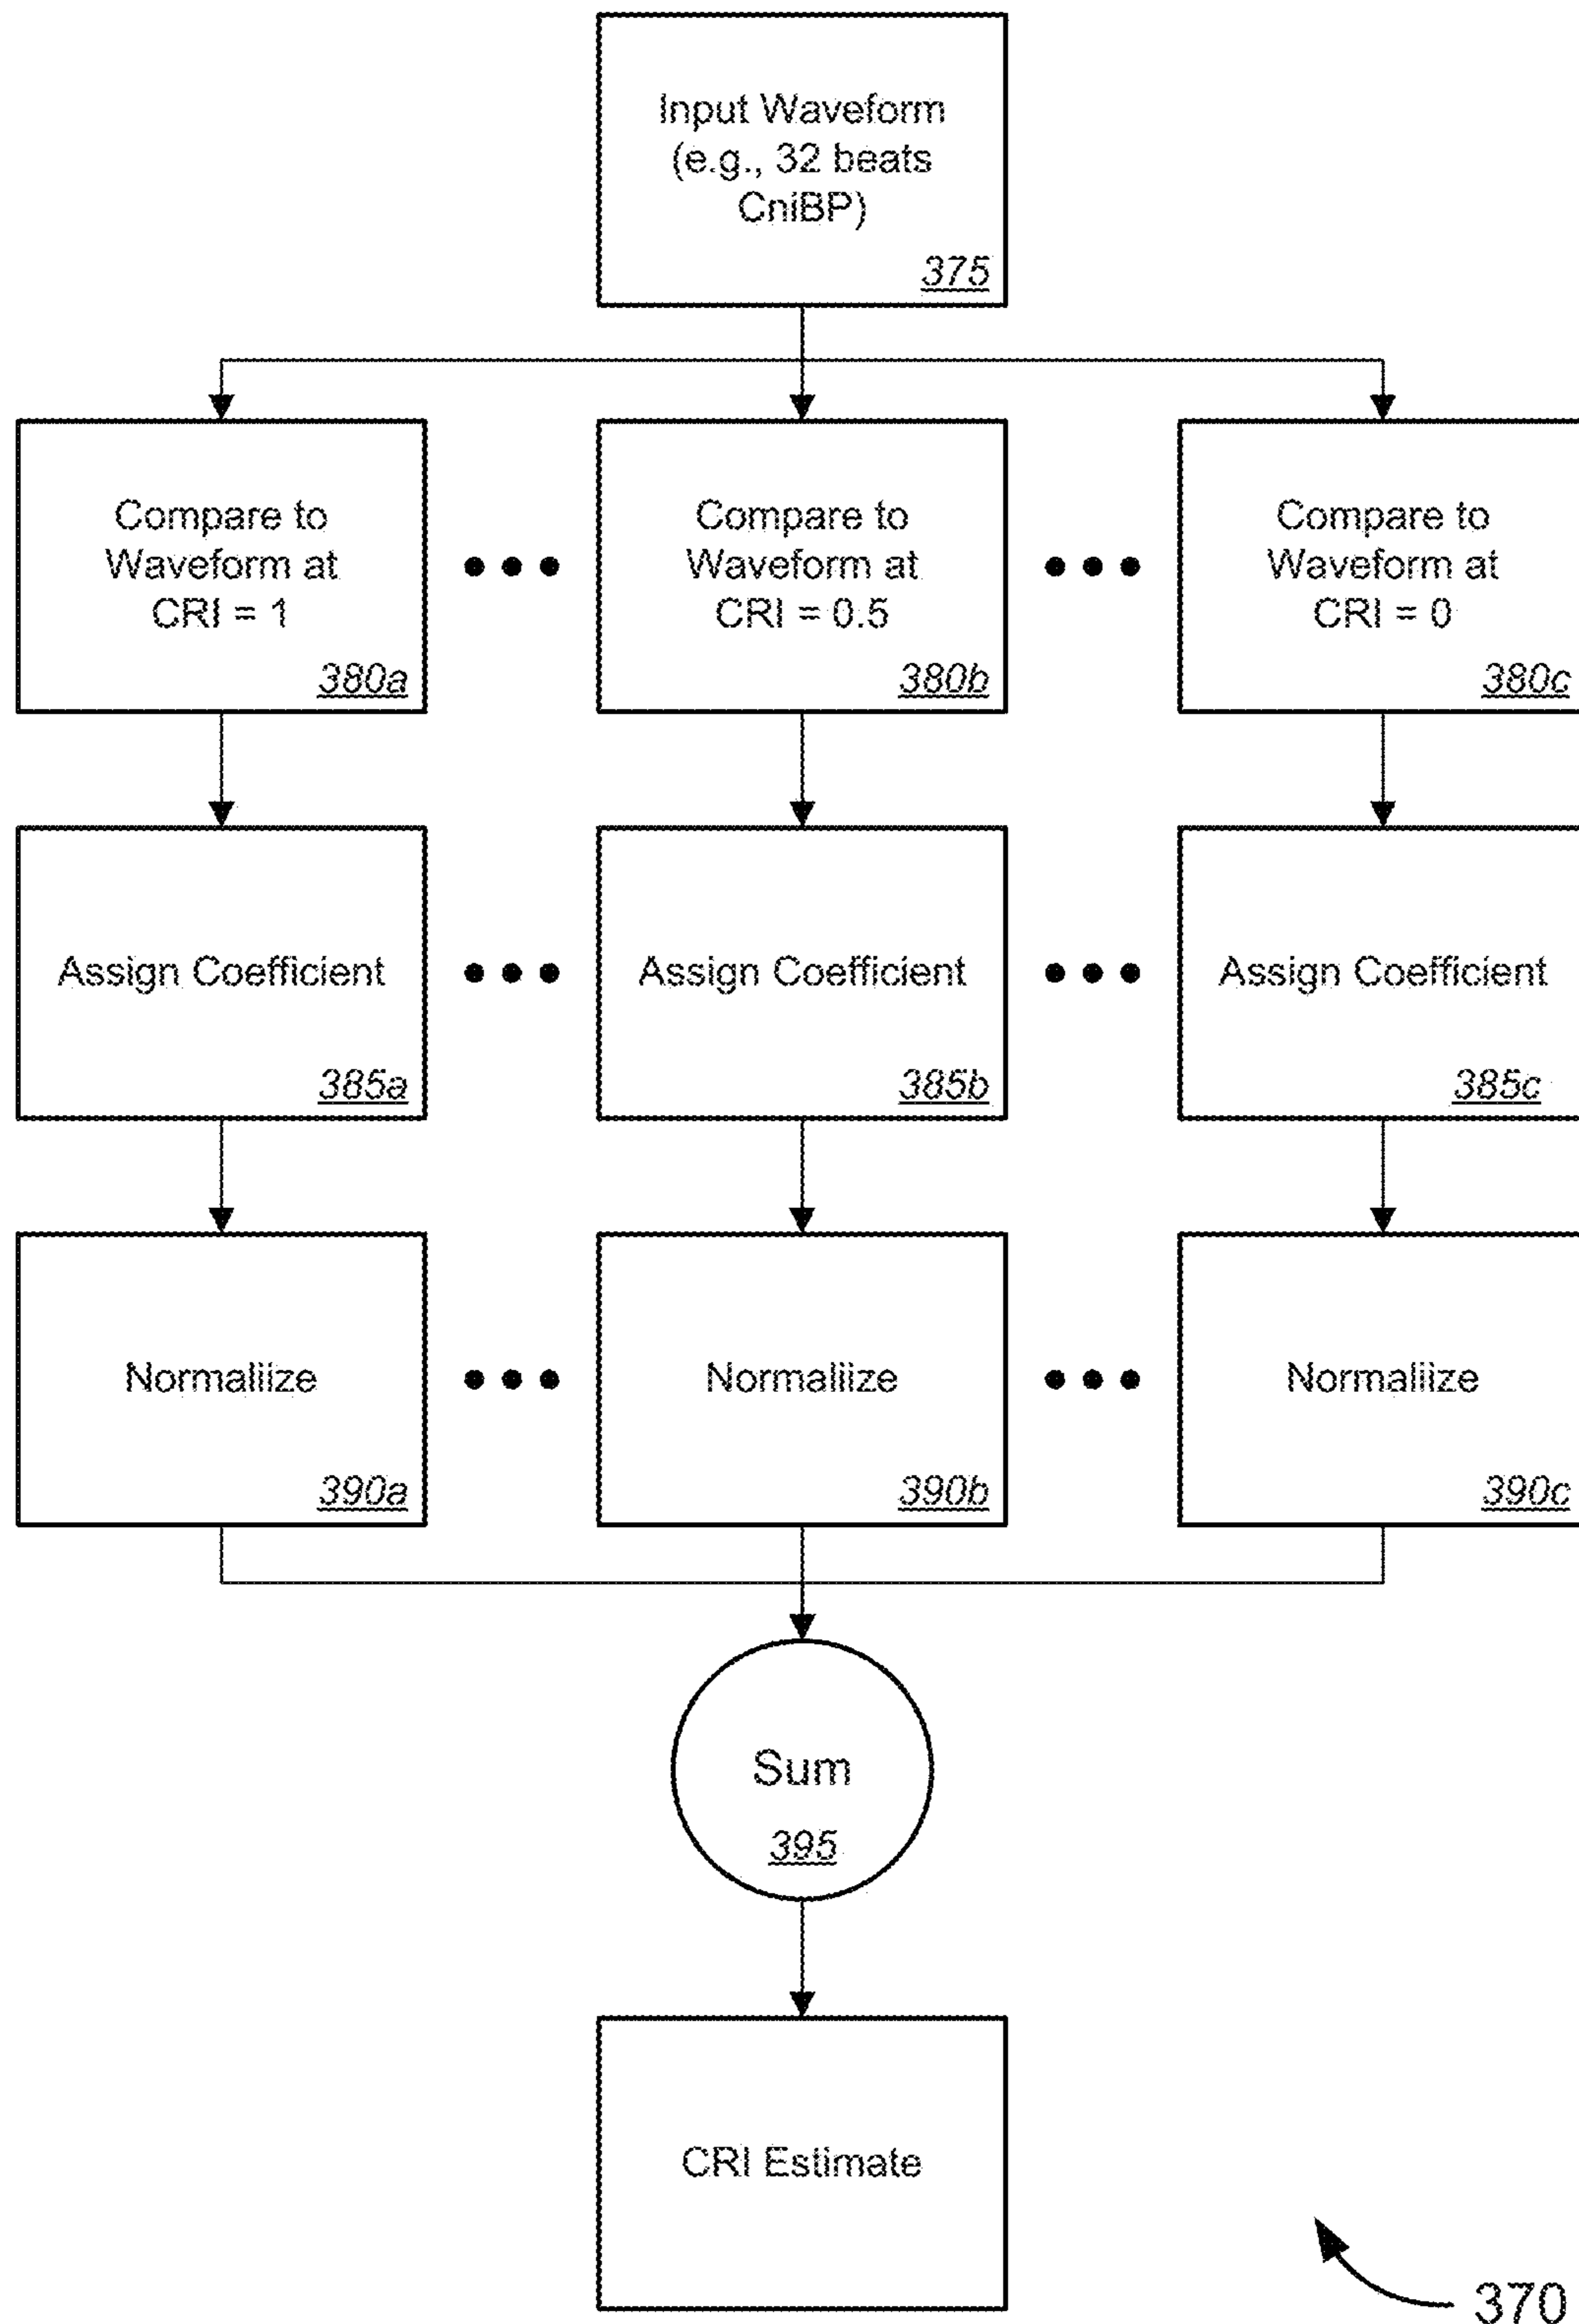 Input Waveform
(e.g., 32 beats
CniBP)
375
Compare to
Waveform at
CRI = 1
380a
Compare to
Waveform at
CRI = 0.5
380b
Compare to
Waveform at
CRI = 0
380c
Assign Coefficient
385a
Assign Coefficient
385b
Assign Coefficient
385c
Normaliize
390a
Normaliize
390b
Normaliize
390c
Sum
395
CRI Estimate
370